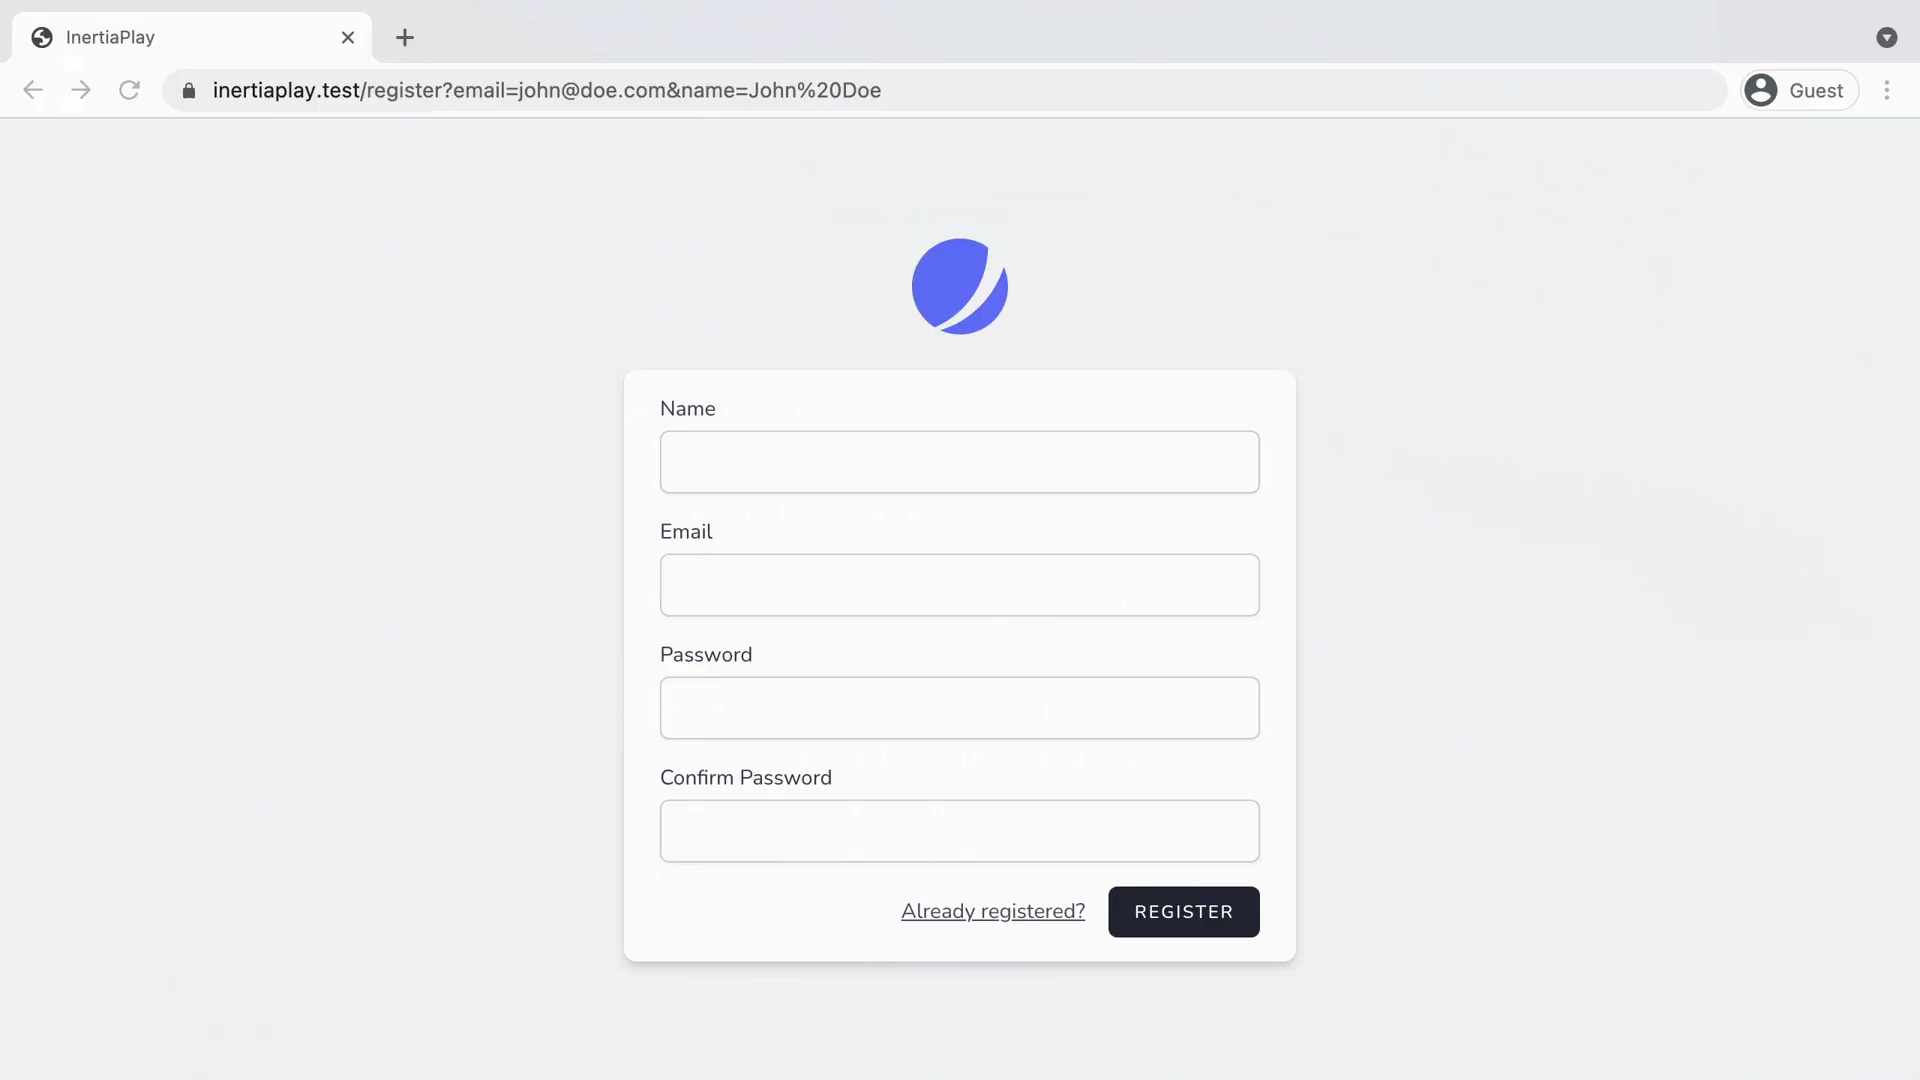 InertiaPlay
inertiaplay.test/register?email=john@doe.com&name=John%20Doe
Guest
Name
Email
Password
Confirm Password
Already registered?
REGISTER